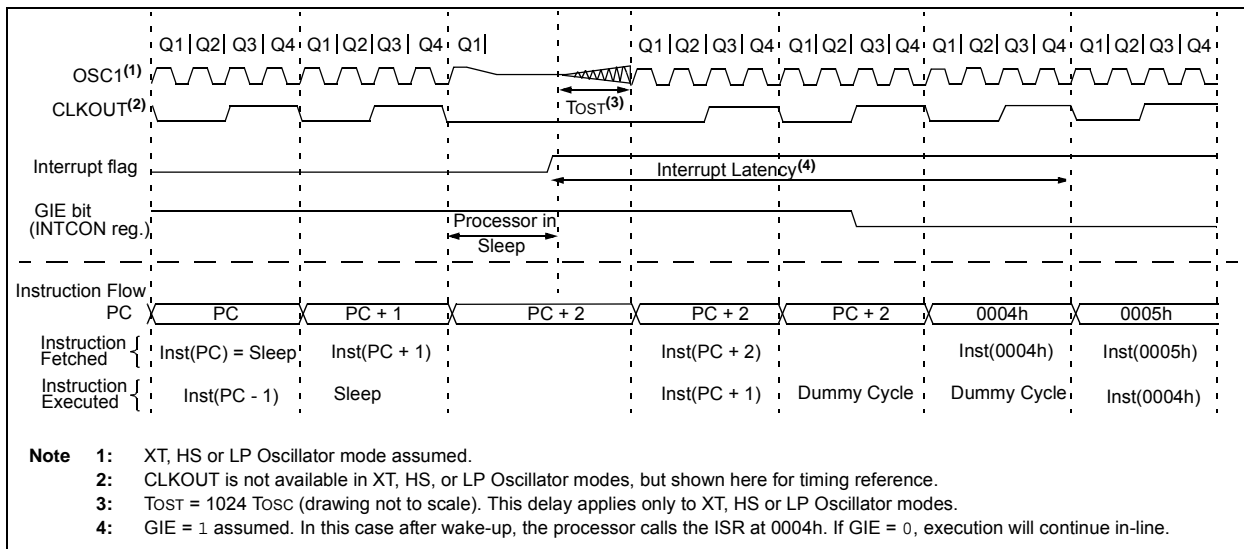 Q1| Q2| Q3| Q4 Q1| Q2| Q3| Q4 Q1| Q1| Q2| Q3| Q4 Q1| Q2| Q3| Q4 Q1| Q2| Q3| Q4 Q1| Q2| Q3| Q4
OSC1(1)
CLKOUT(2)
TOST(3)
Interrupt flag
Interrupt Latency(4)
GIE bit
(INTCON reg.)
Processor in
Sleep
Instruction Flow
PC PC PC + 1 PC + 2 PC + 2 PC + 2 0004h 0005h
Instruction
Fetched { Inst(PC) = Sleep Inst(PC + 1) Inst(PC + 2) Inst(0004h) Inst(0005h)
Instruction
Executed { Inst(PC - 1) Sleep Inst(PC + 1) Dummy Cycle Dummy Cycle Inst(0004h)
Note 1: XT, HS or LP Oscillator mode assumed.
2: CLKOUT is not available in XT, HS, or LP Oscillator modes, but shown here for timing reference.
3: TOST = 1024 TOSC (drawing not to scale). This delay applies only to XT, HS or LP Oscillator modes.
4: GIE = 1 assumed. In this case after wake-up, the processor calls the ISR at 0004h. If GIE = 0, execution will continue in-line.